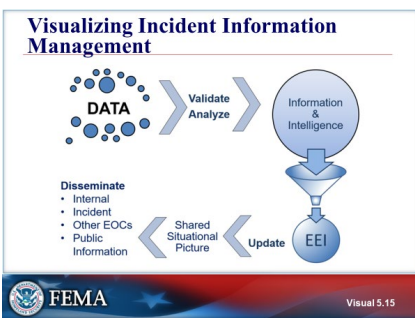 Visualizing Incident Information
Management
DATA
Validate
Analyze
Information
&
Intelligence
EEI
Update
Shared
Situational
Picture
Disseminate
• Internal
• Incident
• Other EOCs
• Public
Information
FEMA
Visual 5.15